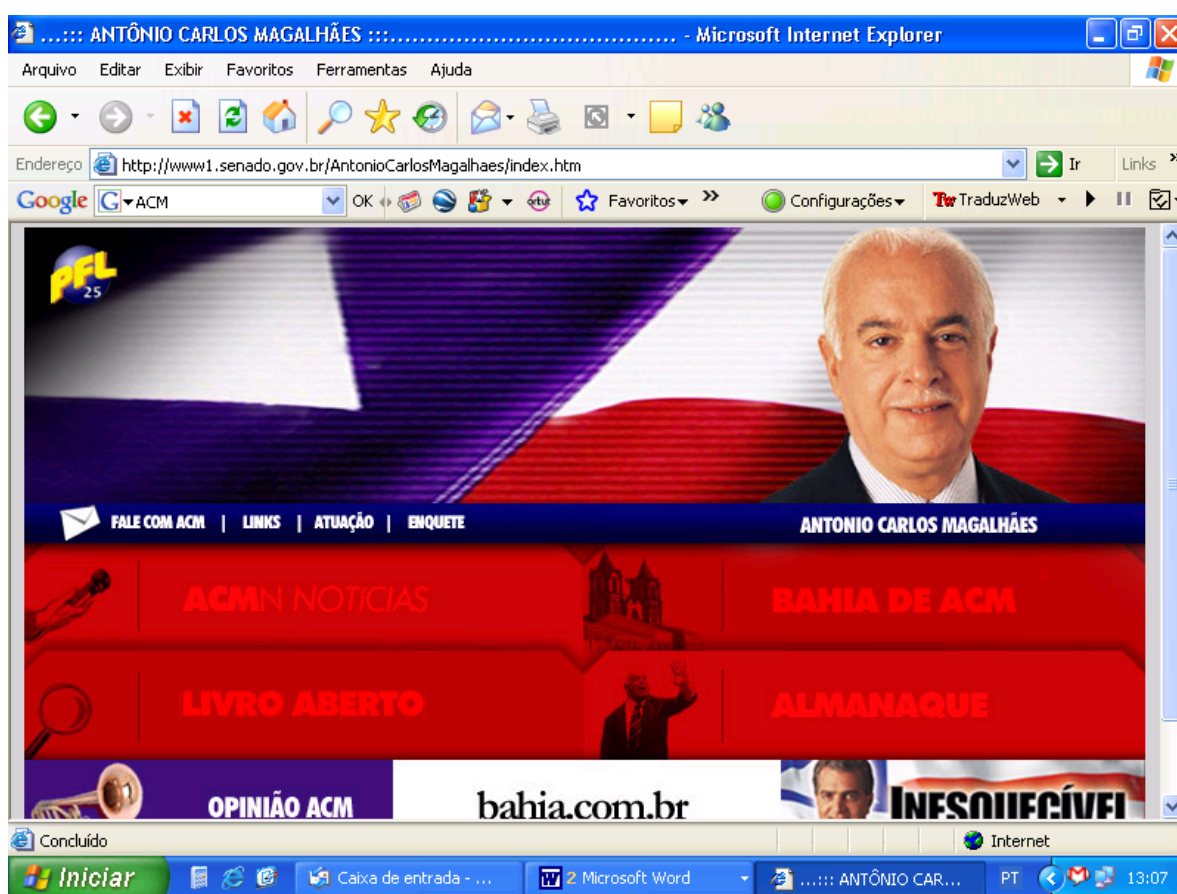 ...::: ANTÔNIO CARLOS MAGALHÃES :::........................................ - Microsoft Internet Explorer
Arquivo Editar Exibir Favoritos Ferramentas Ajuda
Endereço http://www1.senado.gov.br/AntonioCarlosMagalhaes/index.htm Ir Links »
Google G ACM OK Favoritos » Configurações Tw TraduzWeb
PFL
25
FALE COM ACM | LINKS | ATUAÇÃO | ENQUETE ANTONIO CARLOS MAGALHÃES
ACMN NOTíCIAS BAHIA DE ACM
LIVRO ABERTO ALMANAQUE
OPINIÃO ACM bahia.com.br INESQUECÍVEL
Concluído Internet
Iniciar Caixa de entrada - ... 2 Microsoft Word ...::: ANTÔNIO CAR... PT 13:07